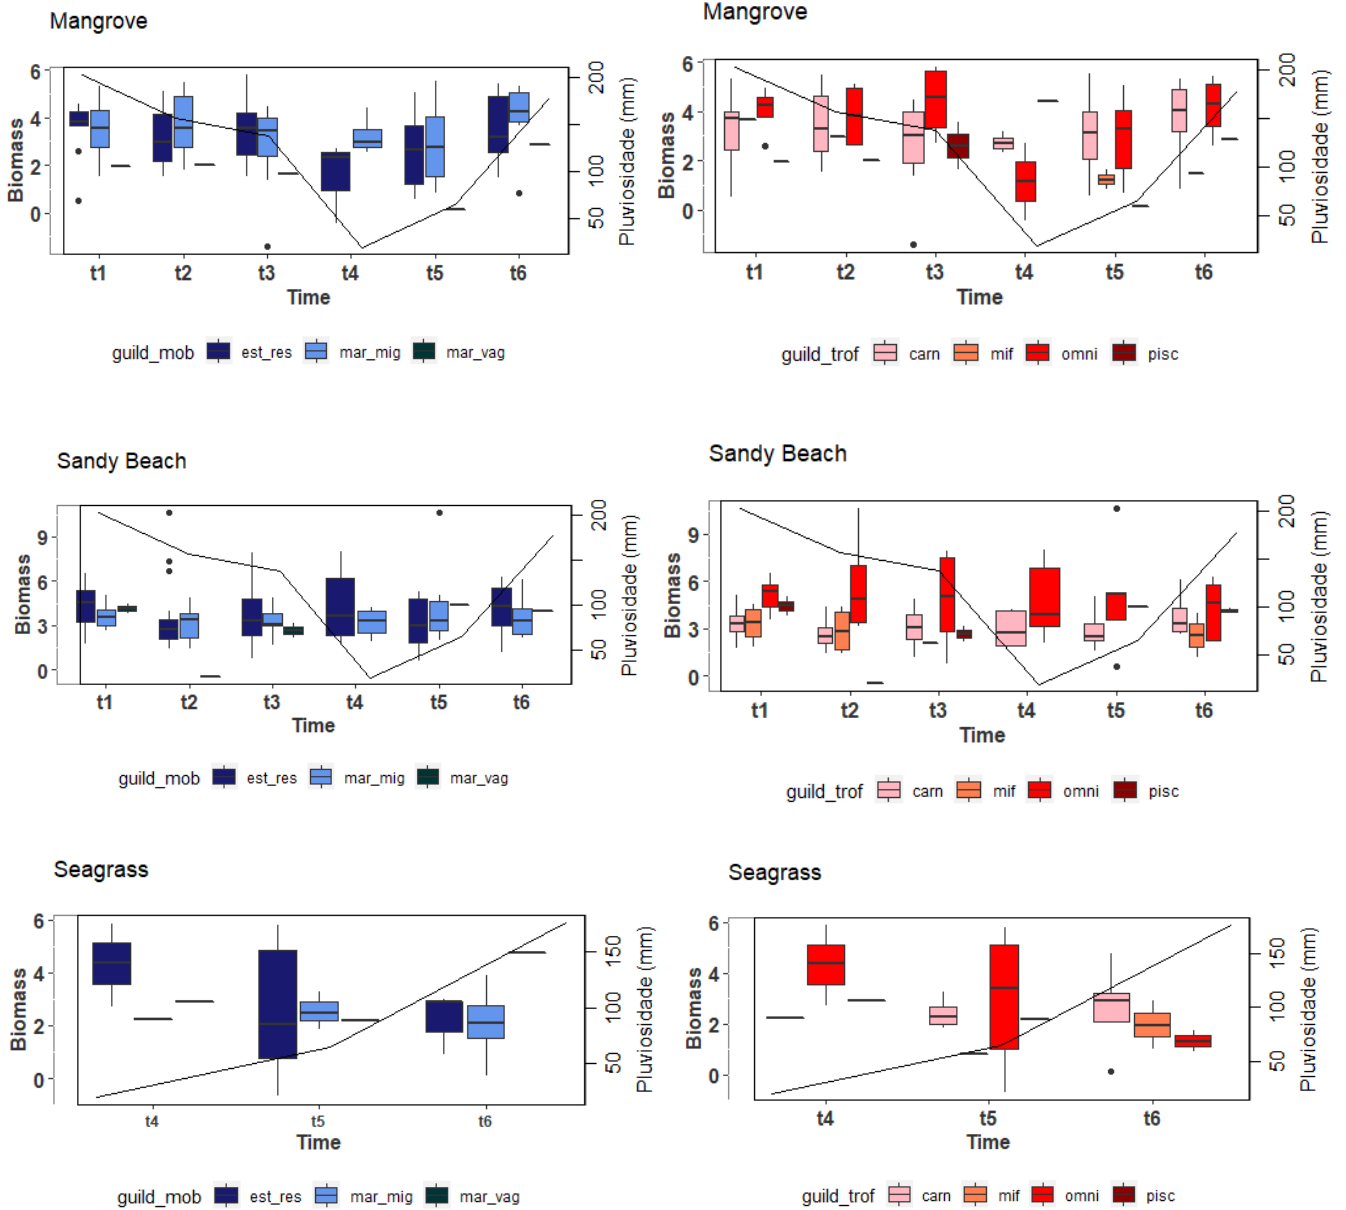 Mangrove
6
4
2
0
Biomass
200
100
50
Pluviosidade (mm)
t1 t2 t3 t4 t5 t6
Time
guild_mob est_res mar_mig mar_vag
Mangrove
6
4
2
0
Biomass
200
100
50
Pluviosidade (mm)
t1 t2 t3 t4 t5 t6
Time
guild_trof carn mif omni pisc
Sandy Beach
9
6
3
0
Biomass
200
100
50
Pluviosidade (mm)
t1 t2 t3 t4 t5 t6
Time
guild_mob est_res mar_mig mar_vag
Sandy Beach
9
6
3
0
Biomass
200
100
50
Pluviosidade (mm)
t1 t2 t3 t4 t5 t6
Time
guild_trof carn mif omni pisc
Seagrass
6
4
2
0
Biomass
150
100
50
Pluviosidade (mm)
t4 t5 t6
Time
guild_mob est_res mar_mig mar_vag
Seagrass
6
4
2
0
Biomass
150
100
50
Pluviosidade (mm)
t4 t5 t6
Time
guild_trof carn mif omni pisc